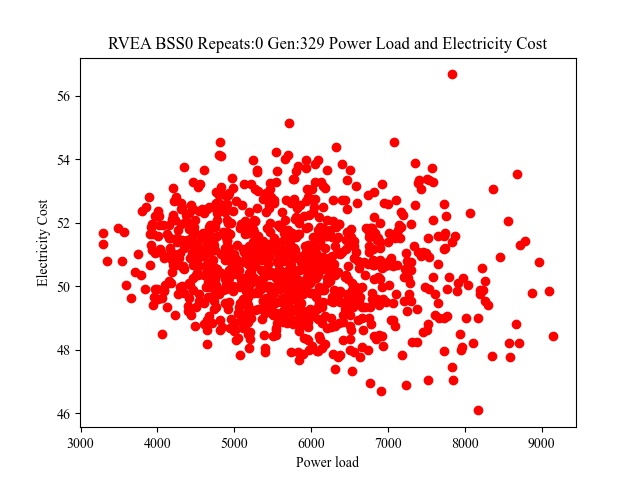 RVEA BSS0 Repeats:0 Gen:329 Power Load and Electricity Cost
56
54
52
50
48
46
Electricity Cost
3000 4000 5000 6000 7000 8000 9000
Power load